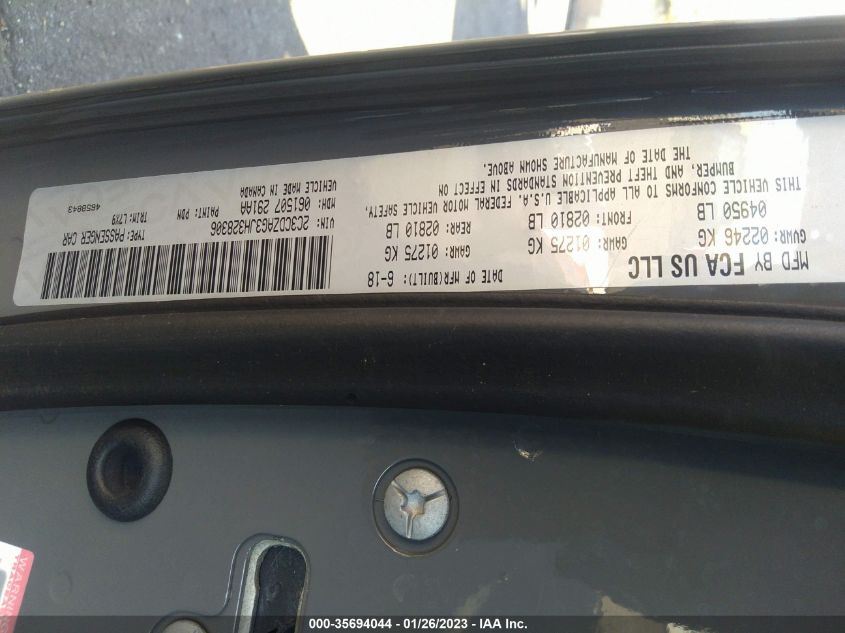 MFD BY FCA US LLC
DATE OF MFR(BUILT): 6-18
GVWR: 02246 KG
04950 LB
GAWR: 01275 KG
FRONT: 02810 LB
GAWR: 01275 KG
REAR: 02810 LB
THIS VEHICLE CONFORMS TO ALL APPLICABLE U.S.A. FEDERAL MOTOR VEHICLE SAFETY,
BUMPER, AND THEFT PREVENTION STANDARDS IN EFFECT ON
THE DATE OF MANUFACTURE SHOWN ABOVE.
VIN: 2C3CDZAG3JH328306
TYPE: PASSENGER CAR
MDH: 061507 291AA
PAINT: PDN
TRIM: L7X9
VEHICLE MADE IN CANADA
4658843
WARNIN
000-35694044 - 01/26/2023 - IAA Inc.